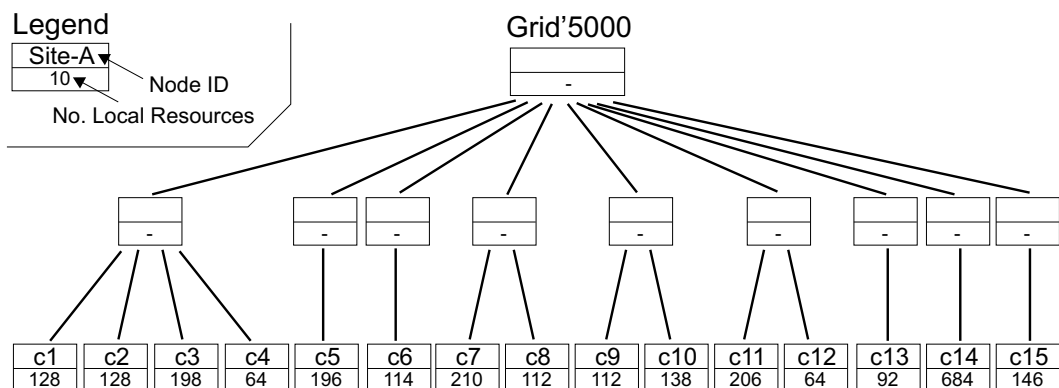 Legend
Site-A
10
Node ID
No. Local Resources
Grid'5000
-
- - - - - - - - -
c1 c2 c3 c4 c5 c6 c7 c8 c9 c10 c11 c12 c13 c14 c15
128 128 198 64 196 114 210 112 112 138 206 64 92 684 146